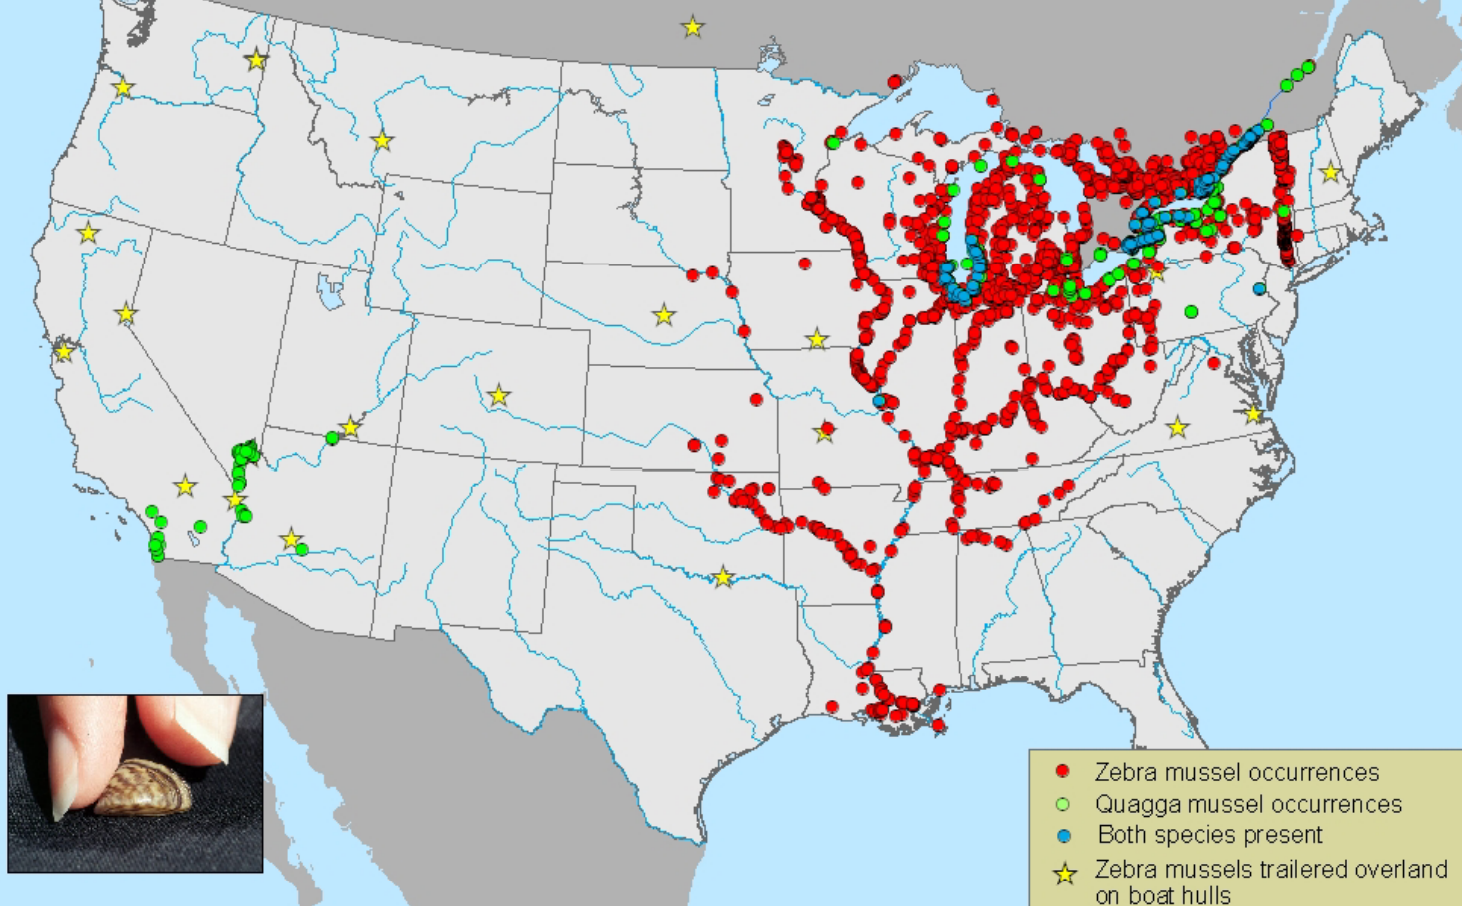 Zebra mussel occurrences
Quagga mussel occurrences
Both species present
Zebra mussels trailered overland
on boat hulls